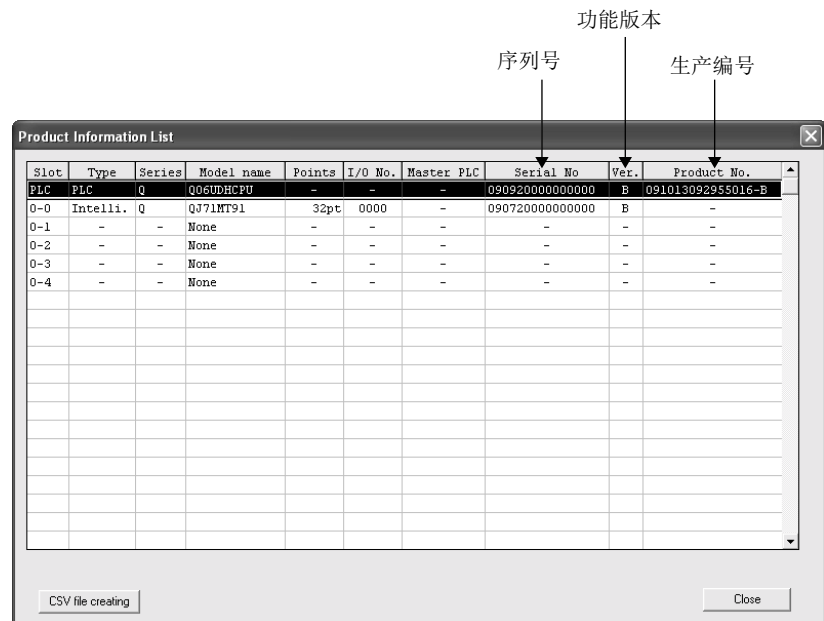 功能版本
序列号
生产编号
Product Information List
Slot Type Series Model name Points I/O No. Master PLC Serial No Ver. Product No.
PLC PLC Q Q06UDHCPU - - - 090920000000000 B 091013092955016-B
0-0 Intelli. Q QJ71MT91 32pt 0000 - 090720000000000 B -
0-1 - - None - - - - - -
0-2 - - None - - - - - -
0-3 - - None - - - - - -
0-4 - - None - - - - - -
CSV file creating
Close